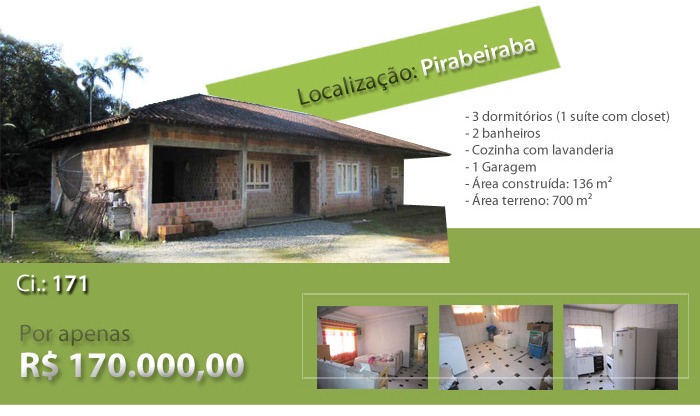 Localização: Pirabeiraba
- 3 dormitórios (1 suíte com closet)
- 2 banheiros
- Cozinha com lavanderia
- 1 Garagem
- Área construída: 136 m²
- Área terreno: 700 m²
Ci.: 171
Por apenas
R$ 170.000,00